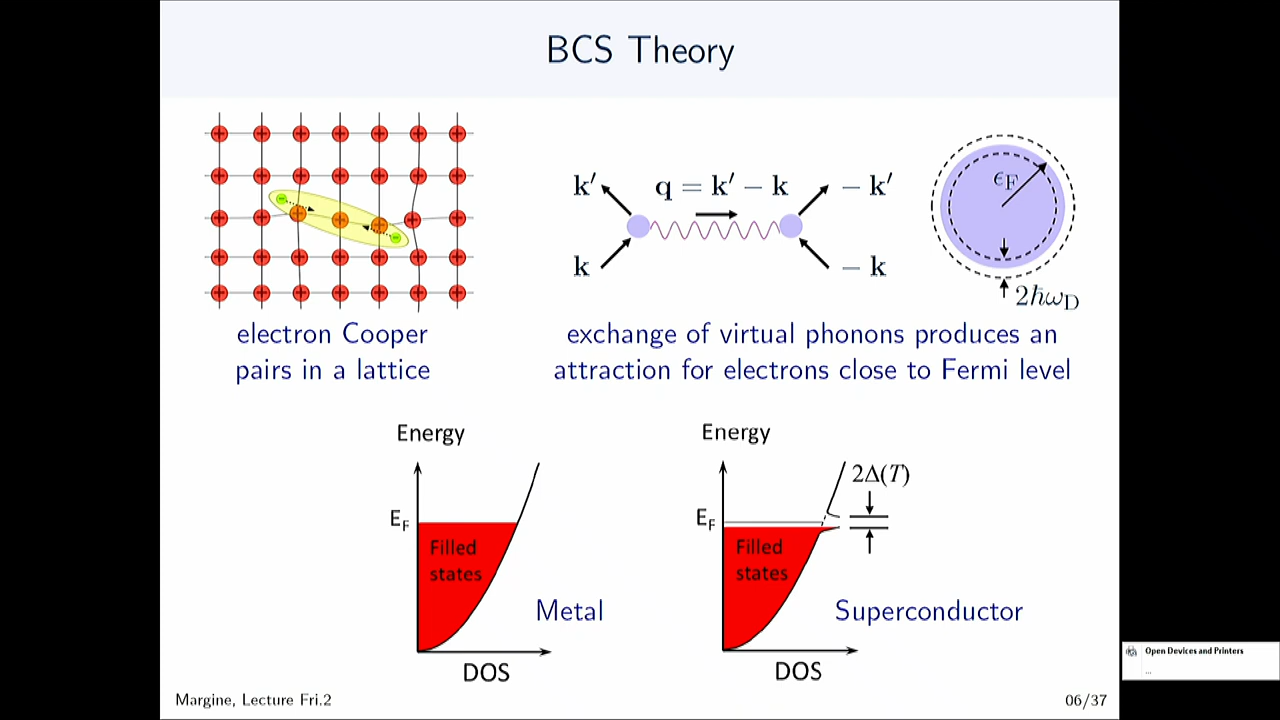 BCS Theory
k′
q = k′ − k
− k′
k
− k
ϵF
2ℏωD
electron Cooper
pairs in a lattice
exchange of virtual phonons produces an
attraction for electrons close to Fermi level
Energy
EF
Filled
states
Metal
DOS
Energy
2Δ(T)
EF
Filled
states
Superconductor
DOS
Open Devices and Printers
...
Margine, Lecture Fri.2
06/37